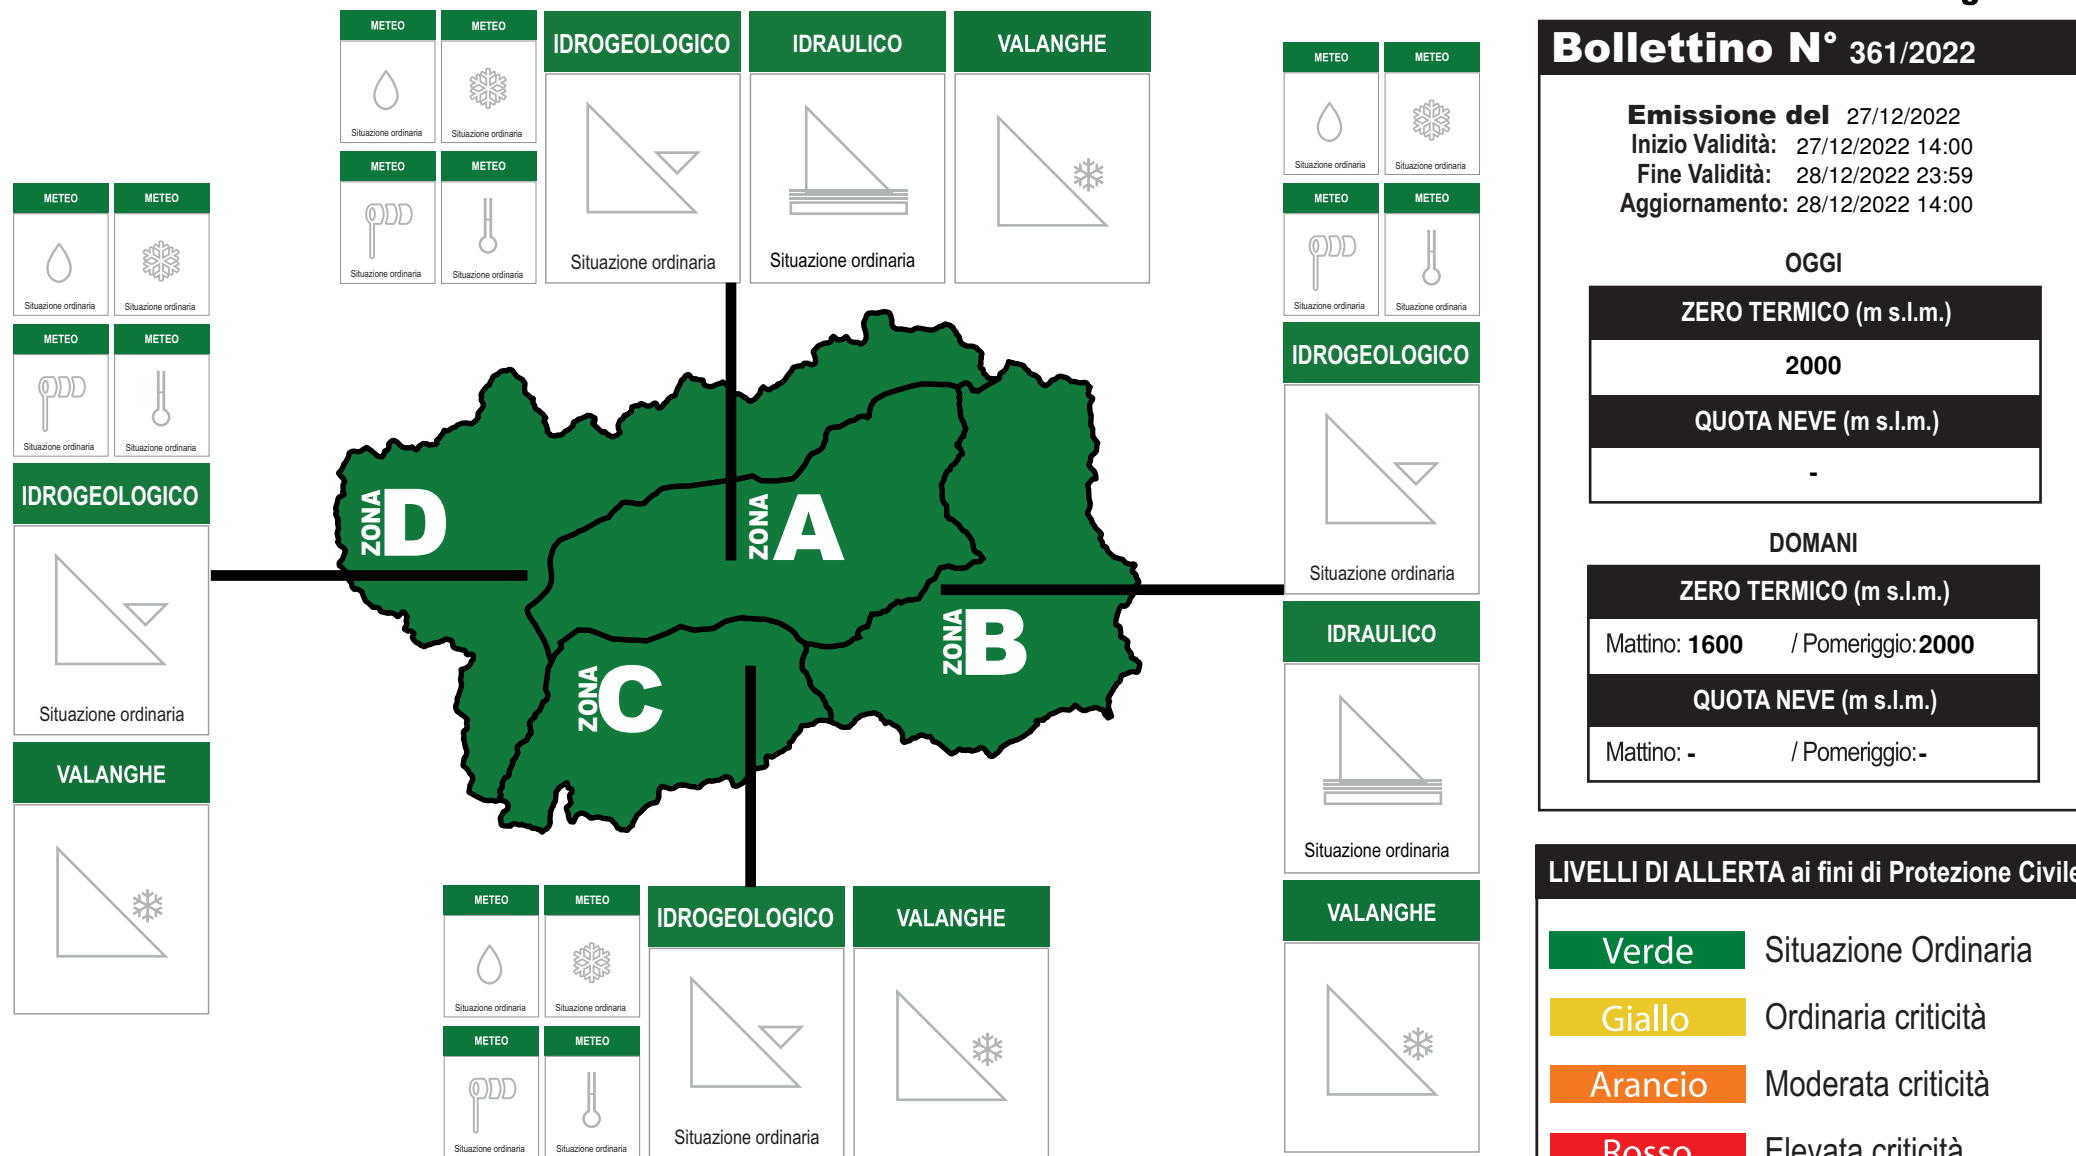 METEO METEO
Situazione ordinaria Situazione ordinaria
METEO METEO
Situazione ordinaria Situazione ordinaria
IDROGEOLOGICO
Situazione ordinaria
IDRAULICO
Situazione ordinaria
VALANGHE
METEO METEO
Situazione ordinaria Situazione ordinaria
METEO METEO
Situazione ordinaria Situazione ordinaria
IDROGEOLOGICO
Situazione ordinaria
VALANGHE
ZONA D
ZONA A
ZONA B
ZONA C
METEO METEO
Situazione ordinaria Situazione ordinaria
METEO METEO
Situazione ordinaria Situazione ordinaria
IDROGEOLOGICO
Situazione ordinaria
IDRAULICO
Situazione ordinaria
VALANGHE
METEO METEO
Situazione ordinaria Situazione ordinaria
METEO METEO
Situazione ordinaria Situazione ordinaria
IDROGEOLOGICO
Situazione ordinaria
VALANGHE
Bollettino N° 361/2022
Emissione del 27/12/2022
Inizio Validità: 27/12/2022 14:00
Fine Validità: 28/12/2022 23:59
Aggiornamento: 28/12/2022 14:00
OGGI
ZERO TERMICO (m s.l.m.)
2000
QUOTA NEVE (m s.l.m.)
-
DOMANI
ZERO TERMICO (m s.l.m.)
Mattino: 1600 / Pomeriggio: 2000
QUOTA NEVE (m s.l.m.)
Mattino: - / Pomeriggio: -
LIVELLI DI ALLERTA ai fini di Protezione Civile
Verde Situazione Ordinaria
Giallo Ordinaria criticità
Arancio Moderata criticità
Rosso Elevata criticità